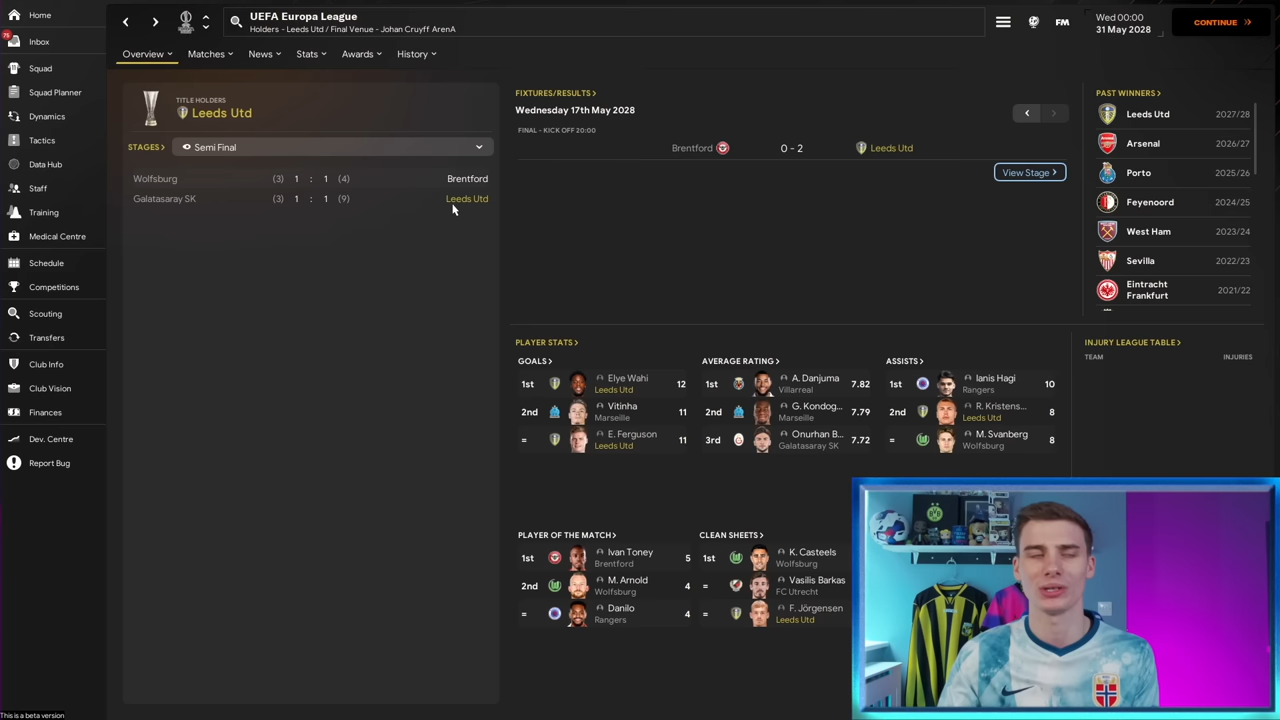 Home
UEFA Europa League
Holders - Leeds Utd / Final Venue - Johan Cruyff ArenA
FM
Wed 00:00
31 May 2028
CONTINUE
75
Inbox
Overview
Matches
News
Stats
Awards
History
Squad
Squad Planner
Dynamics
Tactics
Data Hub
Staff
Training
Medical Centre
Schedule
Competitions
Scouting
Transfers
Club Info
Club Vision
Finances
Dev. Centre
Report Bug
This is a beta version
TITLE HOLDERS
Leeds Utd
STAGES
Semi Final
Wolfsburg (3) 1 : 1 (4) Brentford
Galatasaray SK (3) 1 : 1 (9) Leeds Utd
FIXTURES/RESULTS
Wednesday 17th May 2028
FINAL - KICK OFF 20:00
Brentford 0 - 2 Leeds Utd
View Stage
PAST WINNERS
Leeds Utd 2027/28
Arsenal 2026/27
Porto 2025/26
Feyenoord 2024/25
West Ham 2023/24
Sevilla 2022/23
Eintracht Frankfurt 2021/22
PLAYER STATS
GOALS
1st Elye Wahi 12
Leeds Utd
2nd Vitinha 11
Marseille
= E. Ferguson 11
Leeds Utd
AVERAGE RATING
1st A. Danjuma 7.82
Villarreal
2nd G. Kondog... 7.79
Marseille
3rd Onurhan B... 7.72
Galatasaray SK
ASSISTS
1st Ianis Hagi 10
Rangers
2nd R. Kristens... 8
Leeds Utd
= M. Svanberg 8
Wolfsburg
INJURY LEAGUE TABLE
TEAM INJURIES
PLAYER OF THE MATCH
1st Ivan Toney 5
Brentford
2nd M. Arnold 4
Wolfsburg
= Danilo 4
Rangers
CLEAN SHEETS
1st K. Casteels
Wolfsburg
= Vasilis Barkas
FC Utrecht
= F. Jörgensen
Leeds Utd